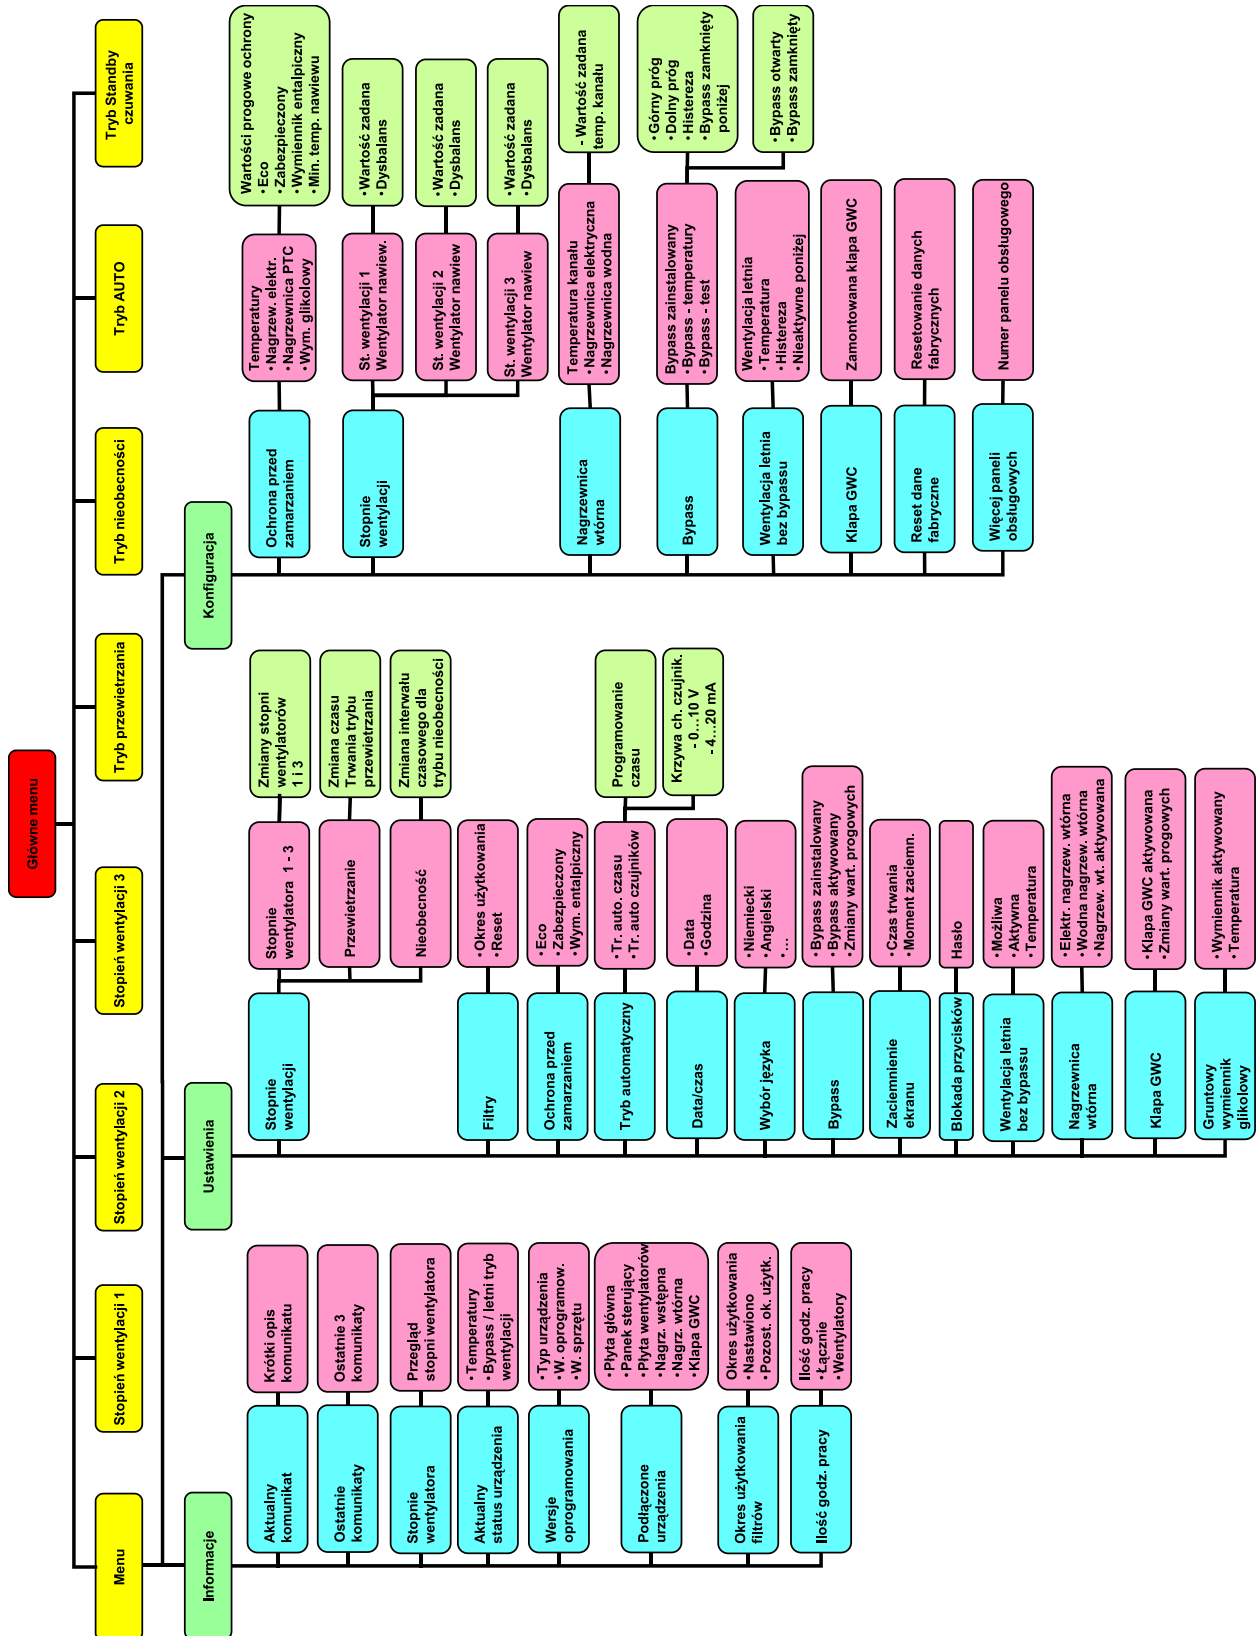 Główne menu
Menu
Stopień wentylacji 1
Stopień wentylacji 2
Stopień wentylacji 3
Tryb przewietrzania
Tryb nieobecności
Tryb AUTO
Tryb Standby
czuwania
Informacje
Aktualny
komunikat
Krótki opis
komunikatu
Ostatnie
komunikaty
Ostatnie 3
komunikaty
Stopnie
wentylatora
Przegląd
stopni wentylatora
Aktualny
status urządzenia
•Temperatury
•Bypass / letni tryb
wentylacji
Wersje
oprogramowania
•Typ urządzenia
•W. oprogramow.
•W. sprzętu
Podłączone
urządzenia
•Płyta główna
•Panek sterujący
•Płyta wentylatorów
•Nagrz. wstępna
•Nagrz. wtórna
•Klapa GWC
Okres użytkowania
filtrów
Okres użytkowania
•Nastawiono
•Pozost. ok. użytk.
Ilość godz. pracy
Ilość godz. pracy
•Łącznie
•Wentylatory
Ustawienia
Stopnie
wentylacji
Stopnie
wentylatora 1 - 3
Zmiany stopni
wentylatorów
1 i 3
Przewietrzanie
Zmiana czasu
Trwania trybu
przewietrzania
Nieobecność
Zmiana interwału
czasowego dla
trybu nieobecności
Filtry
•Okres użytkowania
•Reset
Ochrona przed
zamarzaniem
•Eco
•Zabezpieczony
•Wym. entalpiczny
Tryb automatyczny
•Tr. auto. czasu
•Tr. auto czujników
Programowanie
czasu
Krzywa ch. czujnik.
- 0...10 V
- 4...20 mA
Data/czas
•Data
•Godzina
Wybór języka
•Niemiecki
•Angielski
•...
Bypass
•Bypass zainstalowany
•Bypass aktywowany
•Zmiany wart. progowych
Zaciemnienie
ekranu
•Czas trwania
•Moment zaciemn.
Blokada przycisków
Hasło
Wentylacja letnia
bez bypassu
•Możliwa
•Aktywna
•Temperatura
Nagrzewnica
wtórna
•Elektr. nagrzew. wtórna
•Wodna nagrzew. wtórna
•Nagrzew. wt. aktywowana
Klapa GWC
•Klapa GWC aktywowana
•Zmiany wart. progowych
Gruntowy
wymiennik
glikolowy
•Wymiennik aktywowany
•Temperatura
Konfiguracja
Ochrona przed
zamarzaniem
Temperatury
•Nagrzew. elektr.
•Nagrzewnica PTC
•Wym. glikolowy
Wartości progowe ochrony
•Eco
•Zabezpieczony
•Wymiennik entalpiczny
•Min. temp. nawiewu
Stopnie
wentylacji
St. wentylacji 1
Wentylator nawiew.
•Wartość zadana
•Dysbalans
St. wentylacji 2
Wentylator nawiew
•Wartość zadana
•Dysbalans
St. wentylacji 3
Wentylator nawiew
•Wartość zadana
•Dysbalans
Nagrzewnica
wtórna
Temperatura kanału
•Nagrzewnica elektryczna
•Nagrzewnica wodna
- Wartość zadana
temp. kanału
Bypass
Bypass zainstalowany
•Bypass - temperatury
•Bypass - test
•Górny próg
•Dolny próg
•Histereza
•Bypass zamknięty
poniżej
•Bypass otwarty
•Bypass zamknięty
Wentylacja letnia
bez bypassu
Wentylacja letnia
•Temperatura
•Histereza
•Nieaktywne poniżej
Klapa GWC
Zamontowana klapa GWC
Reset dane
fabryczne
Resetowanie danych
fabrycznych
Więcej paneli
obsługowych
Numer panelu obsługowego